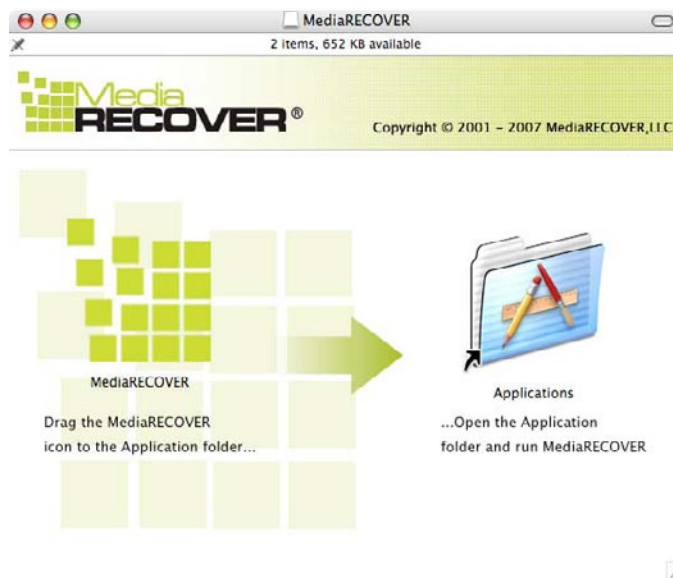 MediaRECOVER
2 items, 652 KB available
Media
RECOVER®
Copyright © 2001 – 2007 MediaRECOVER,LLC
MediaRECOVER
Applications
Drag the MediaRECOVER
icon to the Application folder...
...Open the Application
folder and run MediaRECOVER